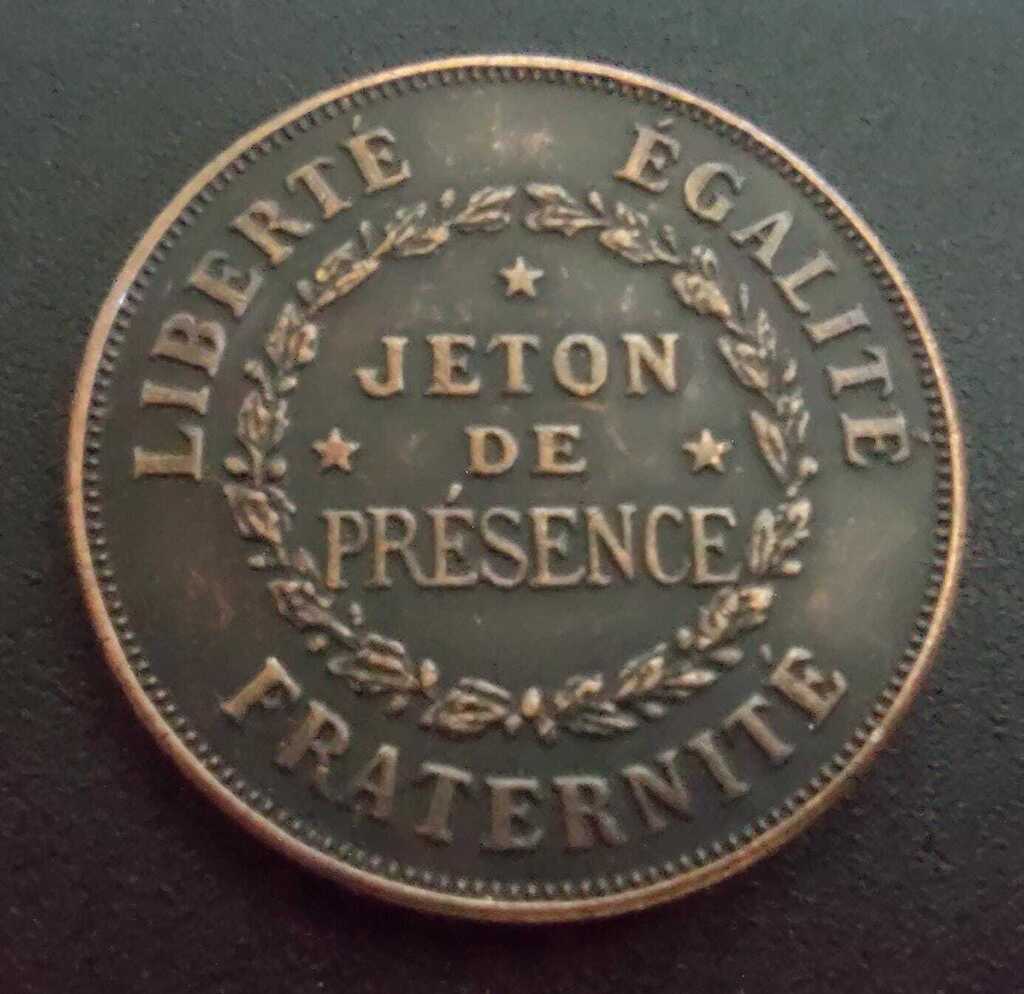 LIBERTÉ ÉGALITÉ
JETON
DE
PRÉSENCE
FRATERNITÉ